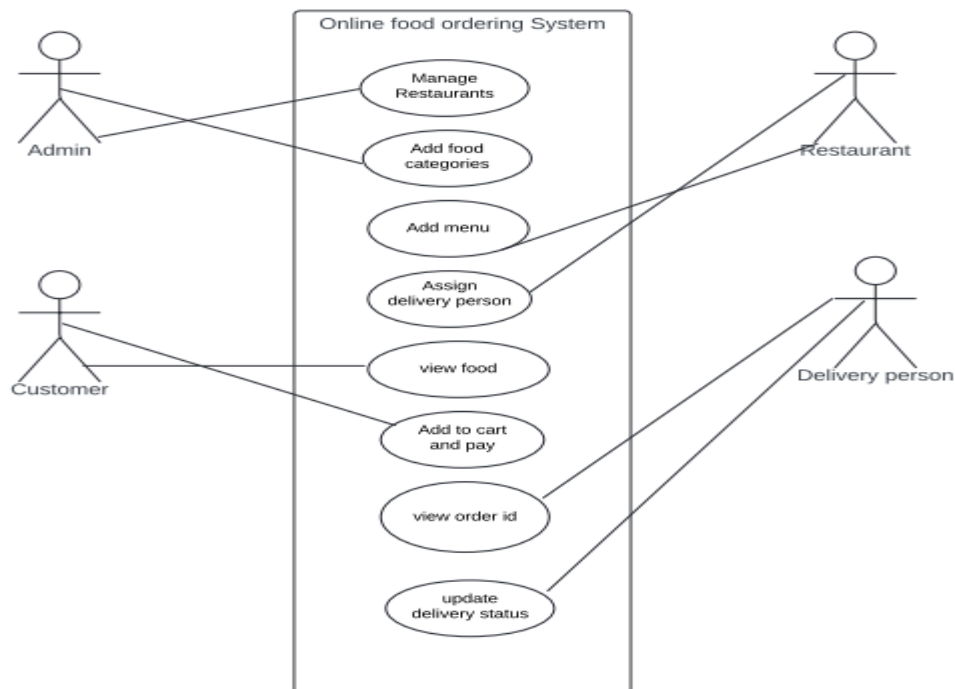 Online food ordering System
Manage
Restaurants
Admin
Add food
categories
Restaurant
Add menu
Assign
delivery person
view food
Customer
Delivery person
Add to cart
and pay
view order id
update
delivery status